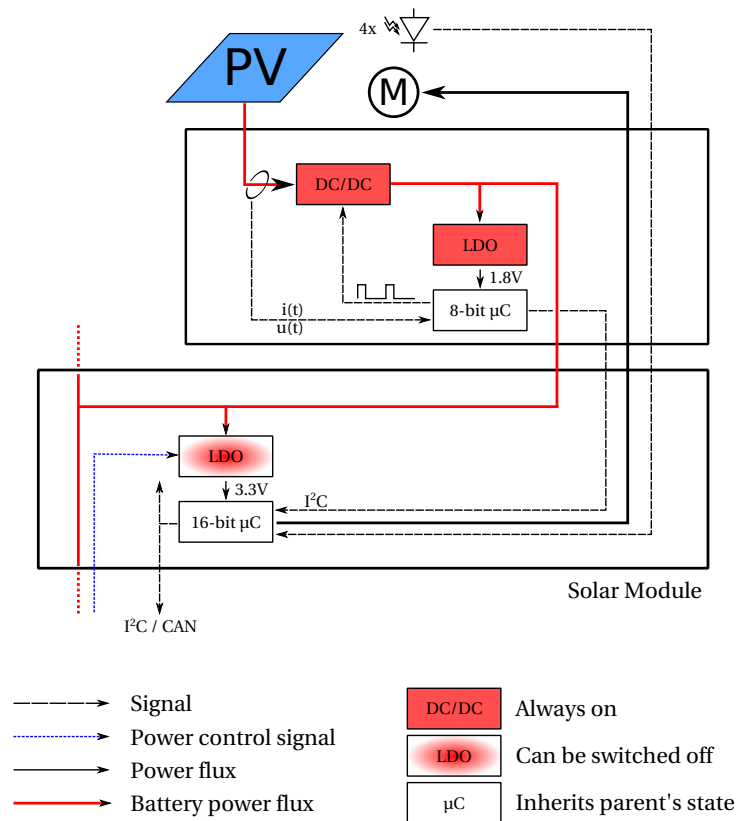 4x
PV
M
DC/DC
LDO
1.8V
8-bit µC
i(t)
u(t)
LDO
3.3V
I²C
16-bit µC
Solar Module
I²C / CAN
Signal
Power control signal
Power flux
Battery power flux
DC/DC
Always on
LDO
Can be switched off
µC
Inherits parent's state